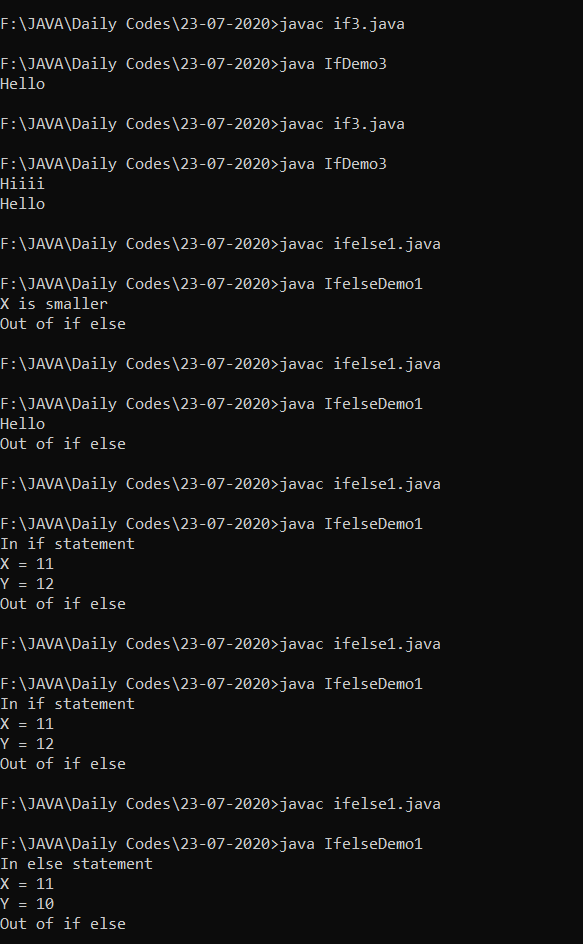 F:\JAVA\Daily Codes\23-07-2020>javac if3.java
F:\JAVA\Daily Codes\23-07-2020>java IfDemo3
Hello
F:\JAVA\Daily Codes\23-07-2020>javac if3.java
F:\JAVA\Daily Codes\23-07-2020>java IfDemo3
Hiiii
Hello
F:\JAVA\Daily Codes\23-07-2020>javac ifelse1.java
F:\JAVA\Daily Codes\23-07-2020>java IfelseDemo1
X is smaller
Out of if else
F:\JAVA\Daily Codes\23-07-2020>javac ifelse1.java
F:\JAVA\Daily Codes\23-07-2020>java IfelseDemo1
Hello
Out of if else
F:\JAVA\Daily Codes\23-07-2020>javac ifelse1.java
F:\JAVA\Daily Codes\23-07-2020>java IfelseDemo1
In if statement
X = 11
Y = 12
Out of if else
F:\JAVA\Daily Codes\23-07-2020>javac ifelse1.java
F:\JAVA\Daily Codes\23-07-2020>java IfelseDemo1
In if statement
X = 11
Y = 12
Out of if else
F:\JAVA\Daily Codes\23-07-2020>javac ifelse1.java
F:\JAVA\Daily Codes\23-07-2020>java IfelseDemo1
In else statement
X = 11
Y = 10
Out of if else